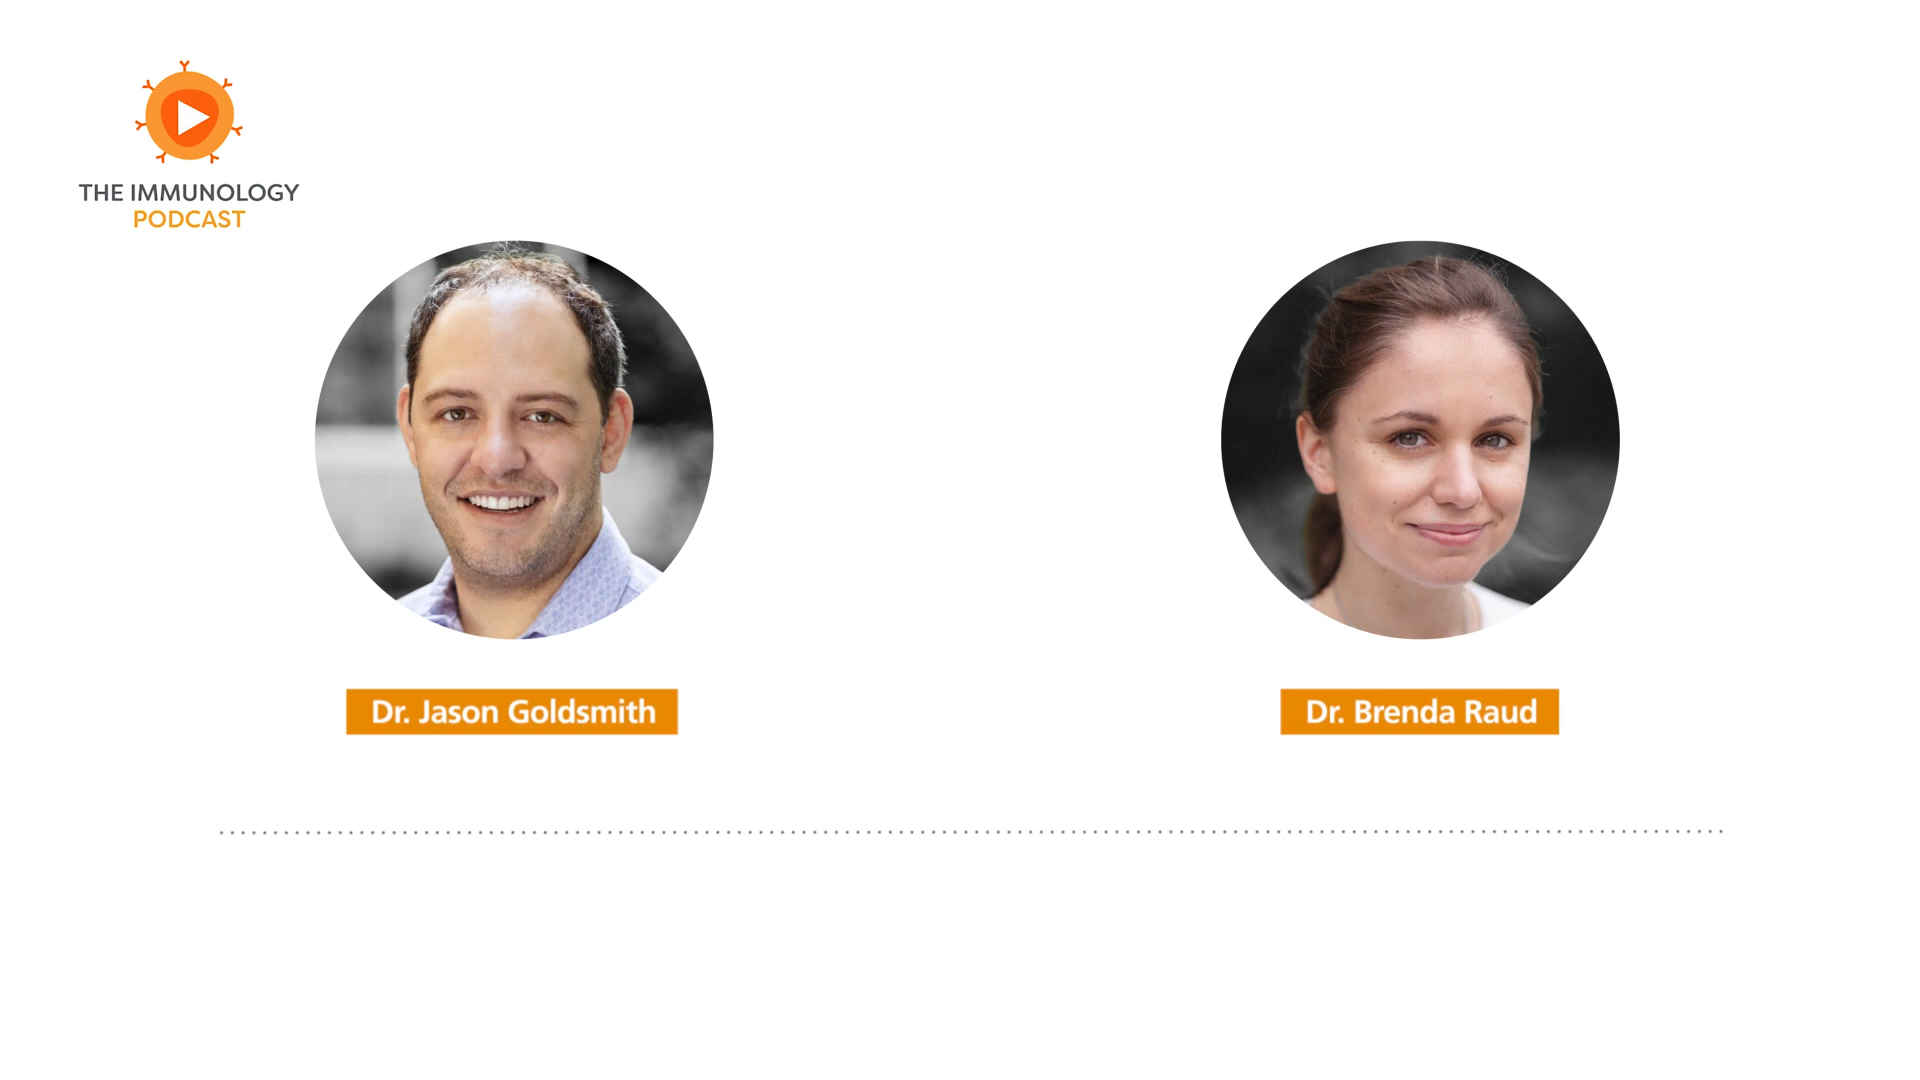 THE IMMUNOLOGY
PODCAST
Dr. Jason Goldsmith
Dr. Brenda Raud